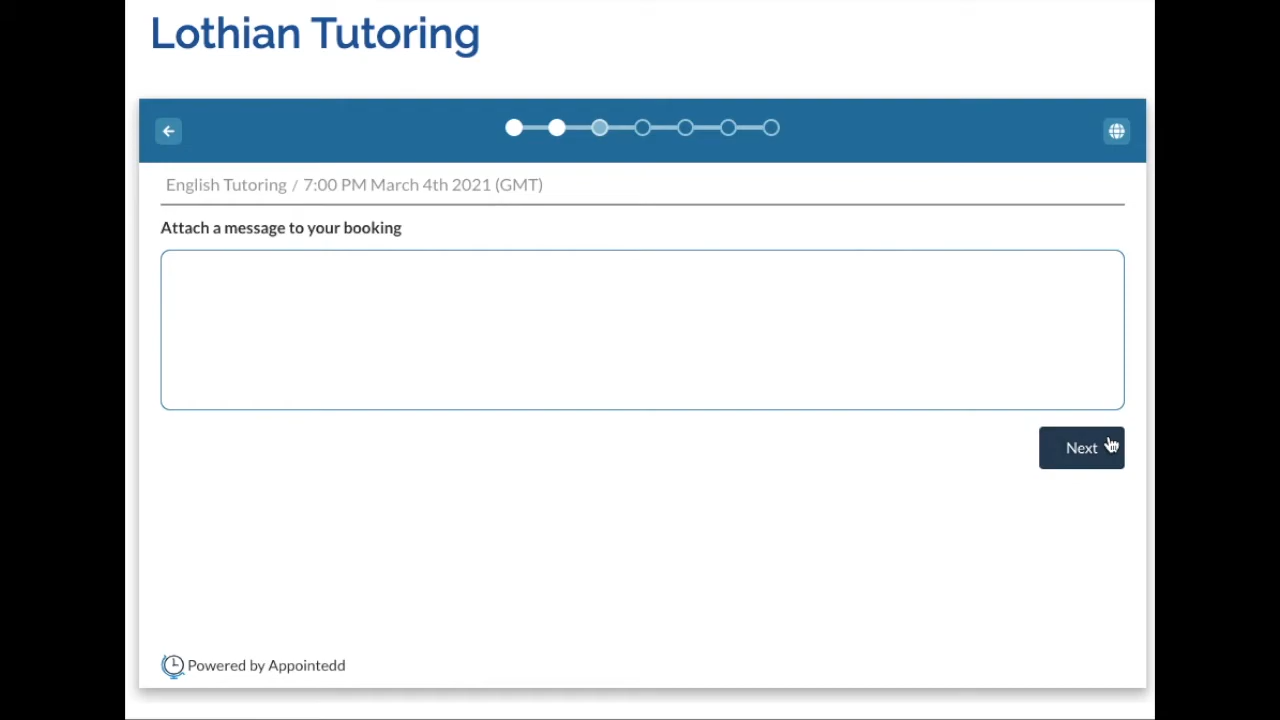 Lothian Tutoring
English Tutoring / 7:00 PM March 4th 2021 (GMT)
Attach a message to your booking
Next
Powered by Appointedd